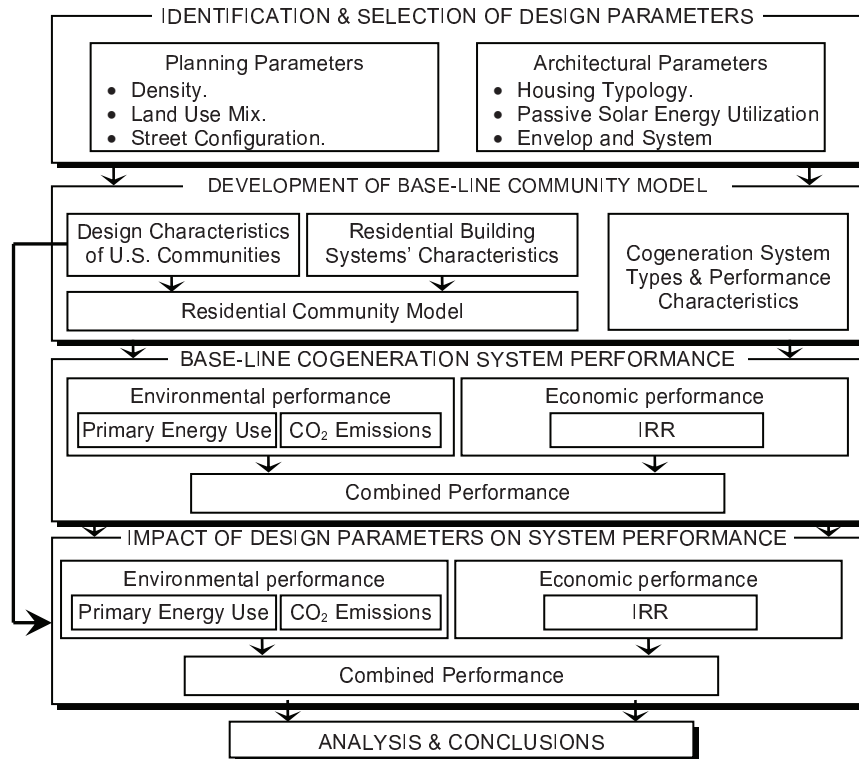 IDENTIFICATION & SELECTION OF DESIGN PARAMETERS
Planning Parameters
• Density.
• Land Use Mix.
• Street Configuration.
Architectural Parameters
• Housing Typology.
• Passive Solar Energy Utilization
• Envelop and System
DEVELOPMENT OF BASE-LINE COMMUNITY MODEL
Design Characteristics
of U.S. Communities
Residential Building
Systems' Characteristics
Residential Community Model
Cogeneration System
Types & Performance
Characteristics
BASE-LINE COGENERATION SYSTEM PERFORMANCE
Environmental performance
Primary Energy Use
CO₂ Emissions
Economic performance
IRR
Combined Performance
IMPACT OF DESIGN PARAMETERS ON SYSTEM PERFORMANCE
Environmental performance
Primary Energy Use
CO₂ Emissions
Economic performance
IRR
Combined Performance
ANALYSIS & CONCLUSIONS